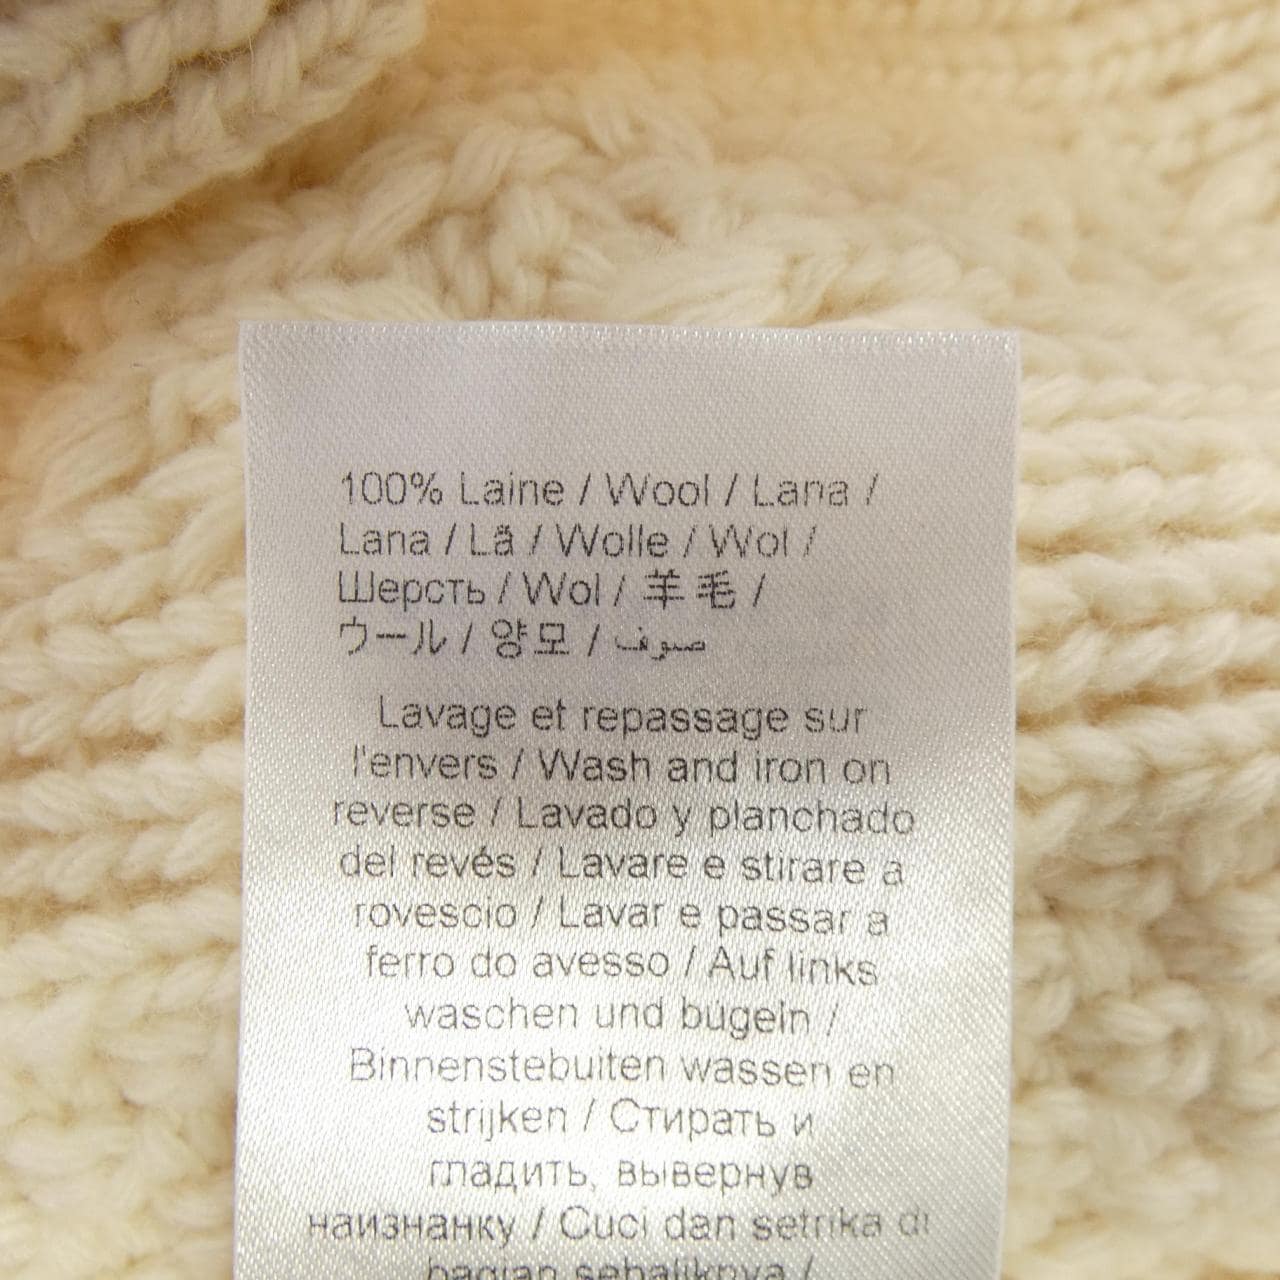 100% Laine / Wool / Lana /
Lana / Lã / Wolle / Wol /
Шерсть / Wol / 羊毛 /
ウール / 양모 / صوف
Lavage et repassage sur
l'envers / Wash and iron on
reverse / Lavado y planchado
del revés / Lavare e stirare a
rovescio / Lavar e passar a
ferro do avesso / Auf links
waschen und bügeln /
Binnenstebuiten wassen en
strijken / Стирать и
гладить, вывернув
наизнанку / Cuci dan setrika di
bagian sebaliknya /